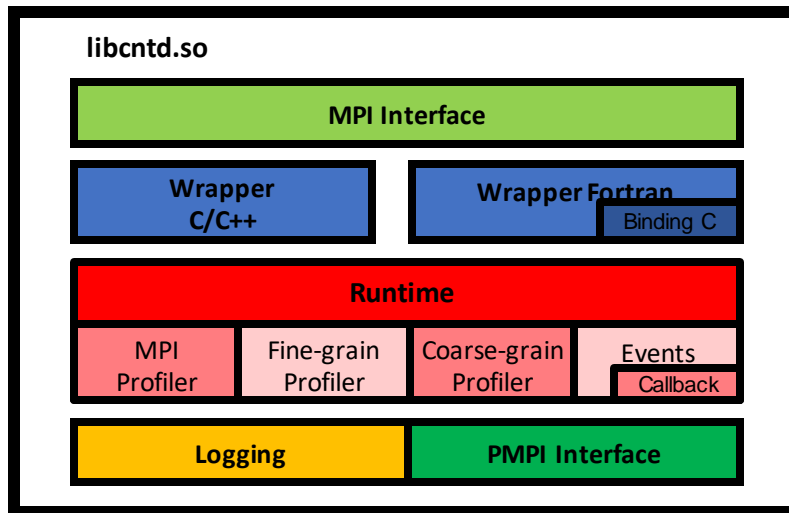 libcntd.so
MPI Interface
Wrapper
C/C++
Wrapper Fortran
Binding C
Runtime
MPI
Profiler
Fine-grain
Profiler
Coarse-grain
Profiler
Events
Callback
Logging
PMPI Interface